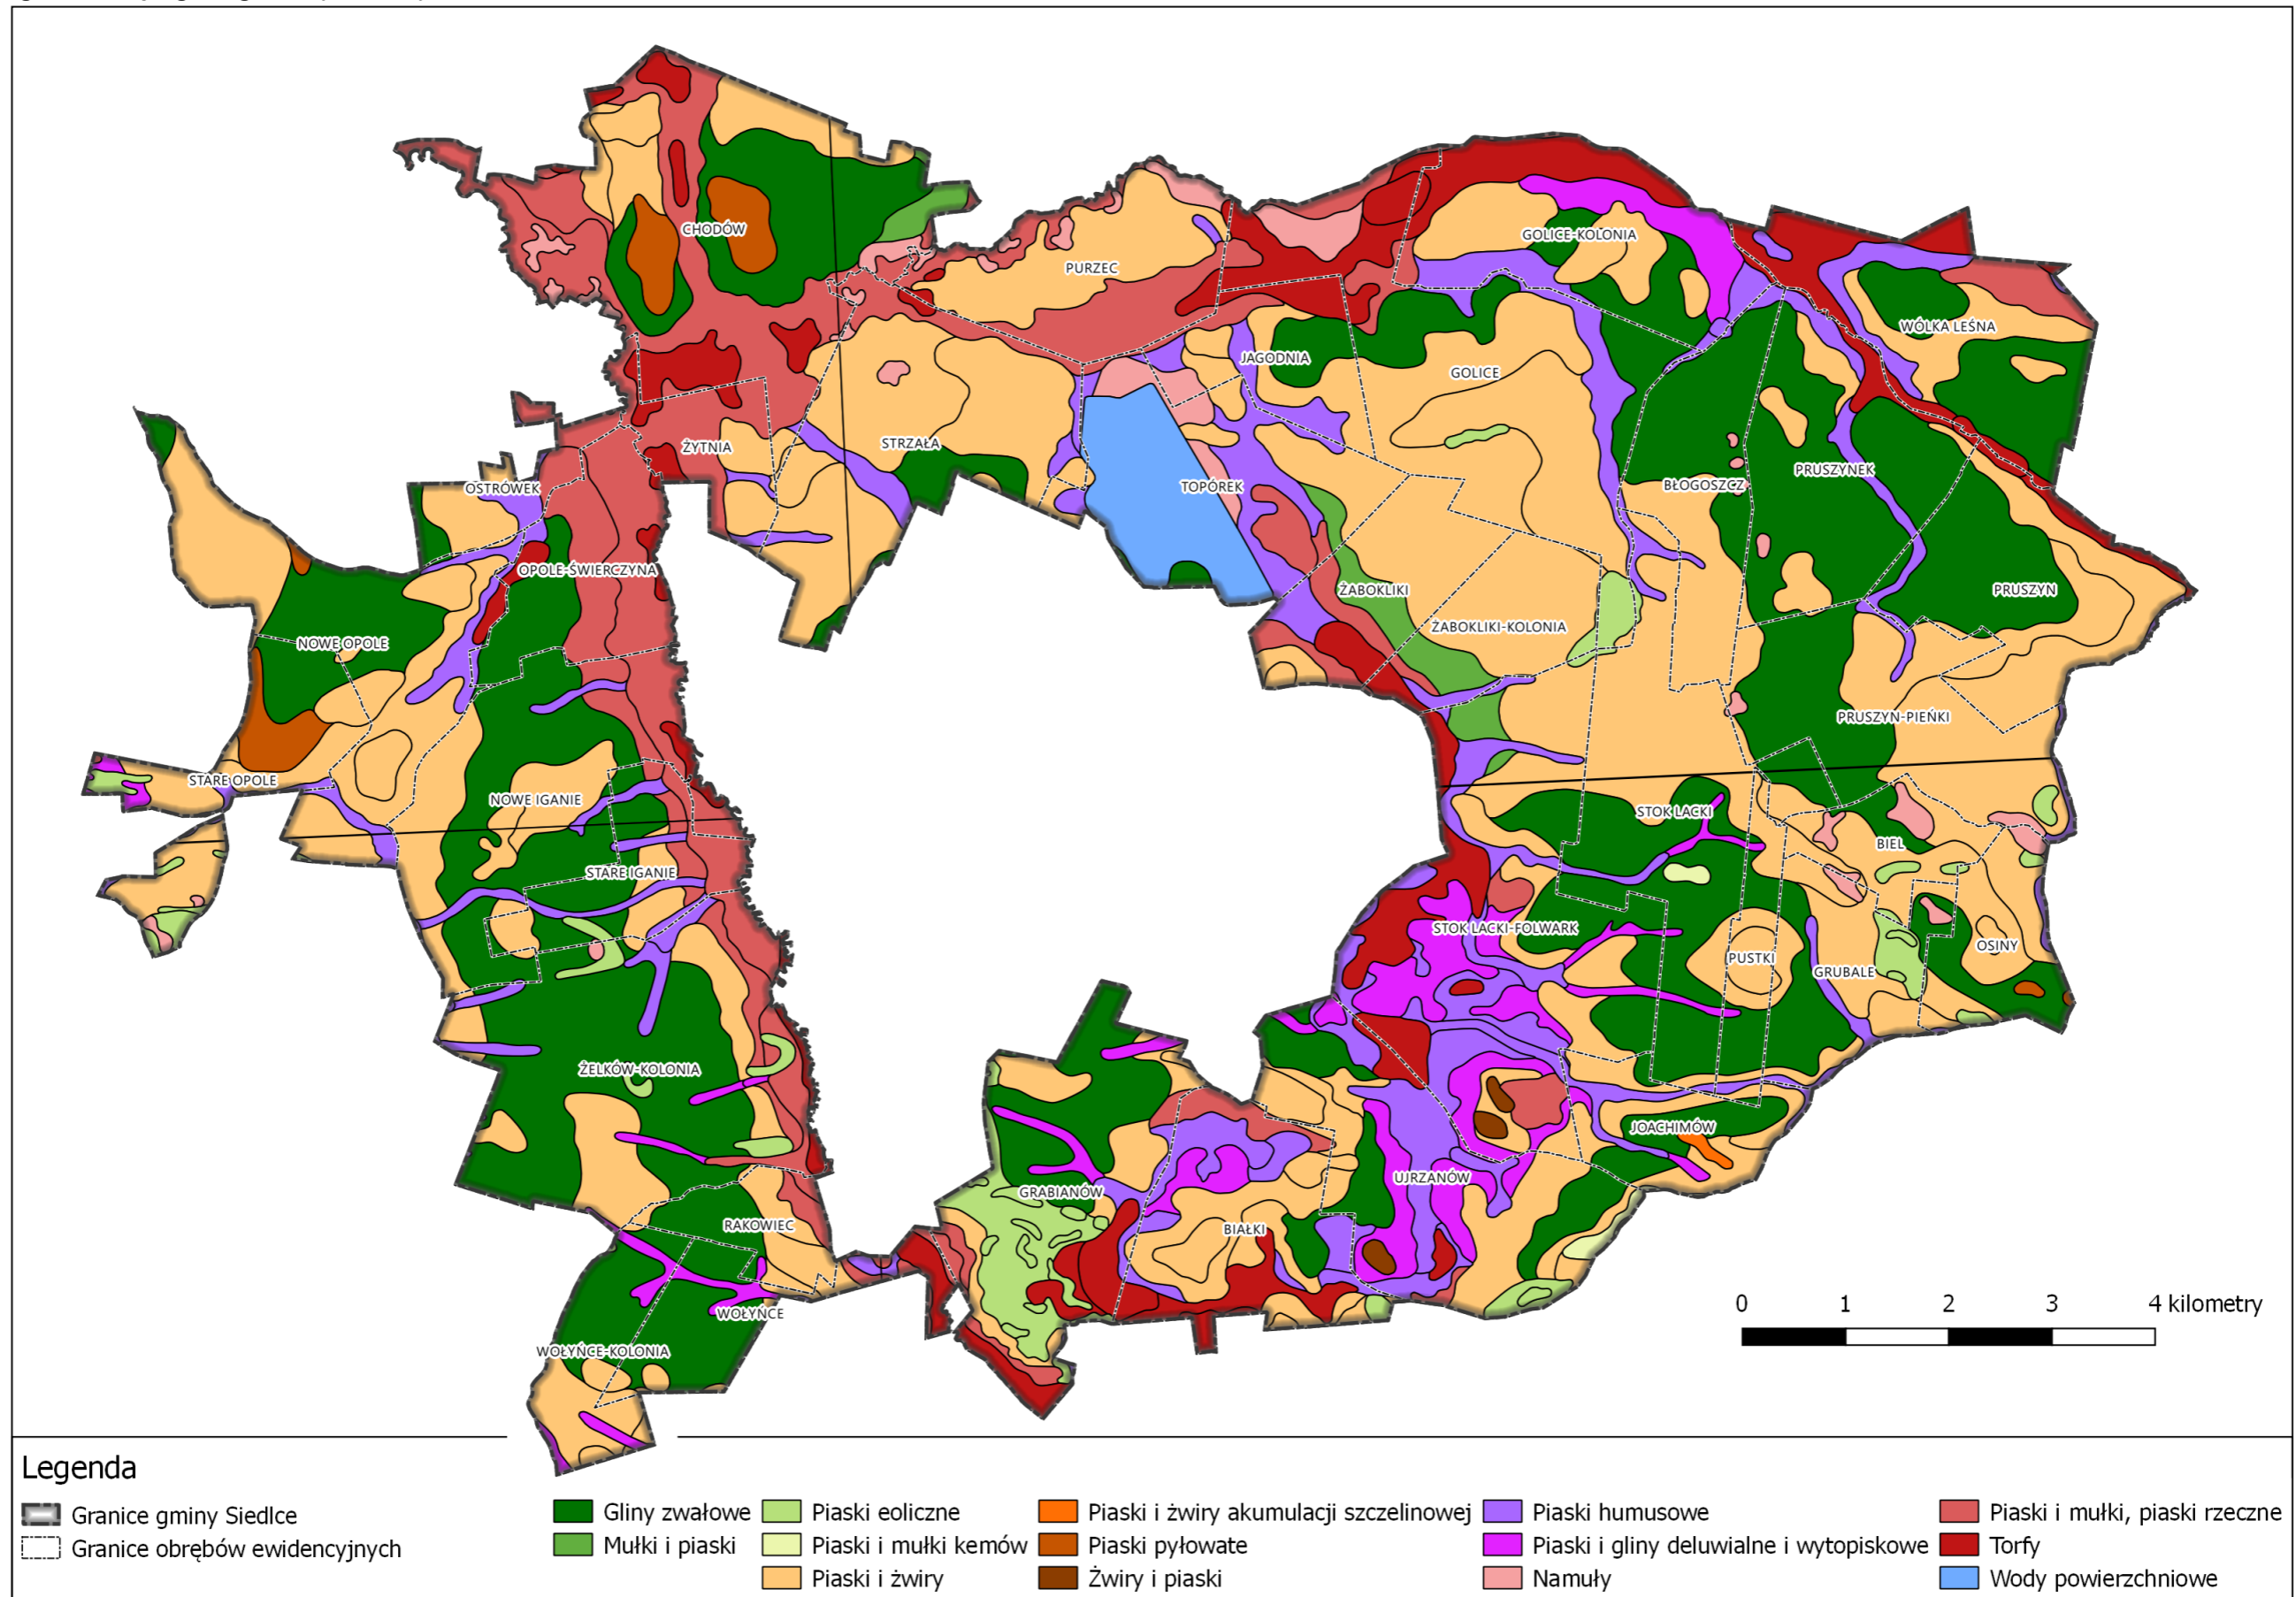 CHODÓW
PURZEC
GOLICE-KOLONIA
WÓLKA LEŚNA
JAGODNIA
GOLICE
ŻYTNIA
STRZAŁA
OSTRÓWEK
TOPÓREK
BŁOGOSZCZ
PRUSZYNEK
OPOLE-ŚWIERCZYNA
ŻABOKLIKI
PRUSZYN
NOWE OPOLE
ŻABOKLIKI-KOLONIA
PRUSZYN-PIEŃKI
STARE OPOLE
NOWE IGANIE
STOK LACKI
BIEL
STARE IGANIE
STOK LACKI-FOLWARK
PUSTKI
OSINY
GRUBALE
ŻELKÓW-KOLONIA
JOACHIMÓW
GRABIANÓW
UJRZANÓW
RAKOWIEC
BIAŁKI
WOŁYŃCE
WOŁYŃCE-KOLONIA
0 1 2 3 4 kilometry
Legenda
Granice gminy Siedlce
Granice obrębów ewidencyjnych
Gliny zwałowe
Mułki i piaski
Piaski eoliczne
Piaski i mułki kemów
Piaski i żwiry
Piaski i żwiry akumulacji szczelinowej
Piaski pyłowate
Żwiry i piaski
Piaski humusowe
Piaski i gliny deluwialne i wytopiskowe
Namuły
Piaski i mułki, piaski rzeczne
Torfy
Wody powierzchniowe